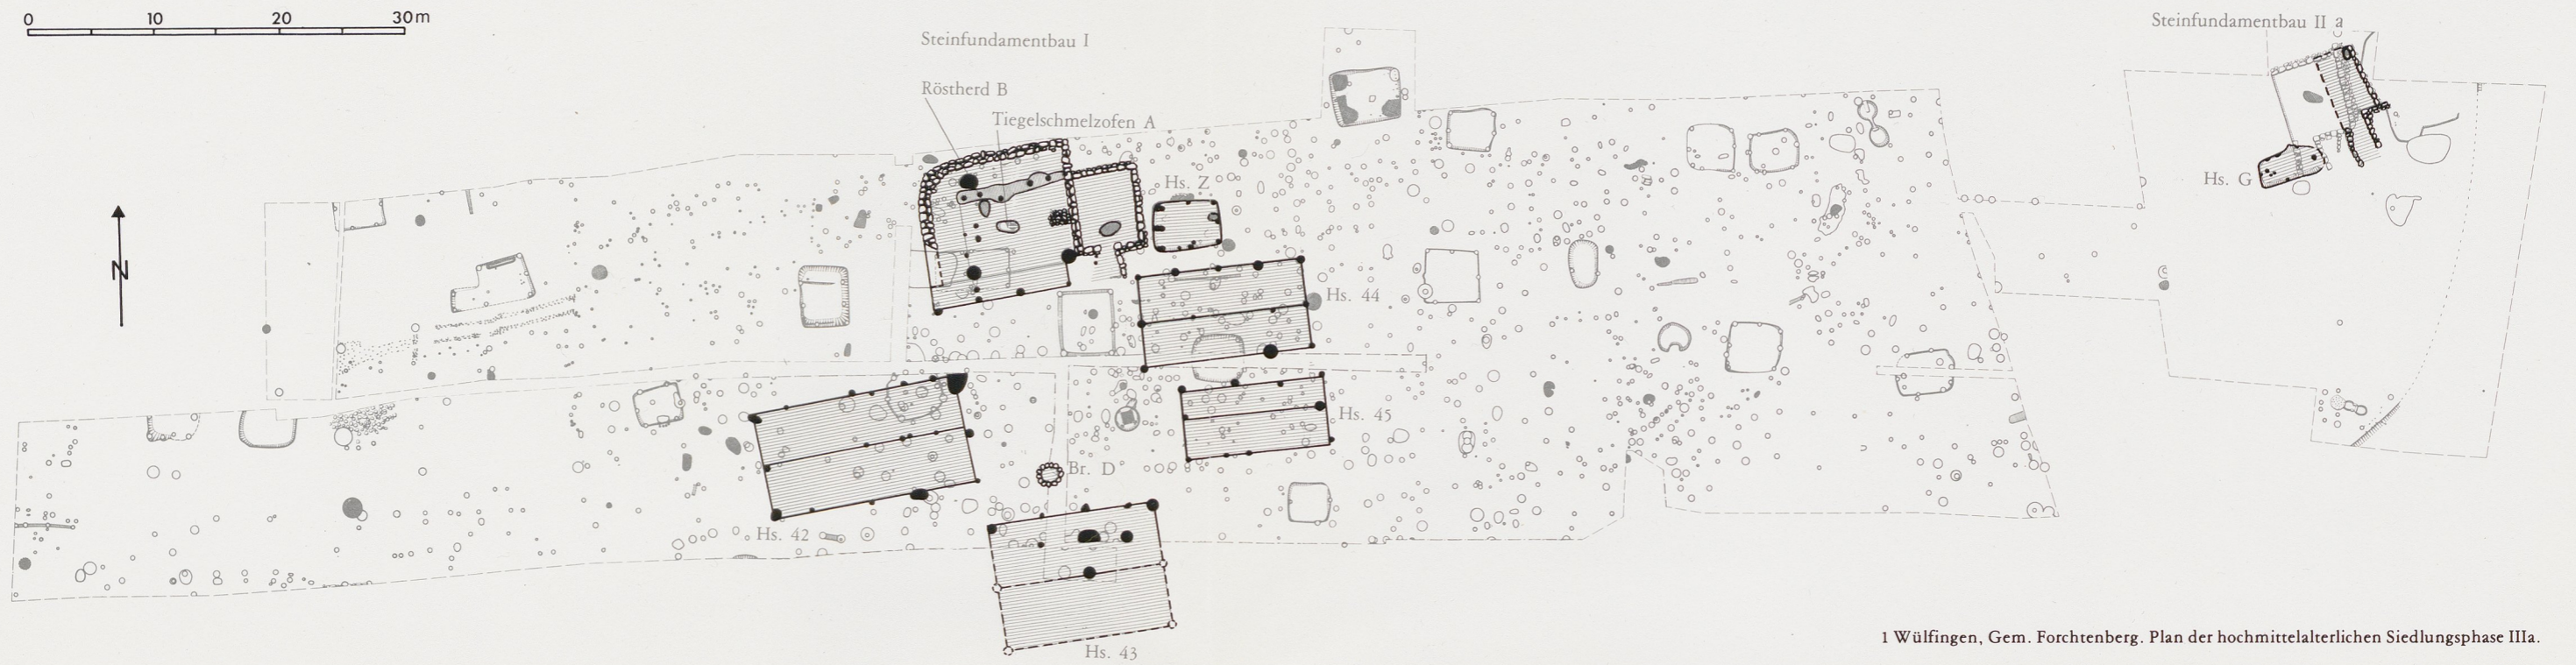 0 10 20 30m
Steinfundamentbau II a
Steinfundamentbau I
Röstherd B
Tiegelschmelzofen A
Hs. Z
Hs. G
N
Hs. 44
Hs. 45
Br. D
Hs. 42
Hs. 43
1 Wülfingen, Gem. Forchtenberg. Plan der hochmittelalterlichen Siedlungsphase IIIa.